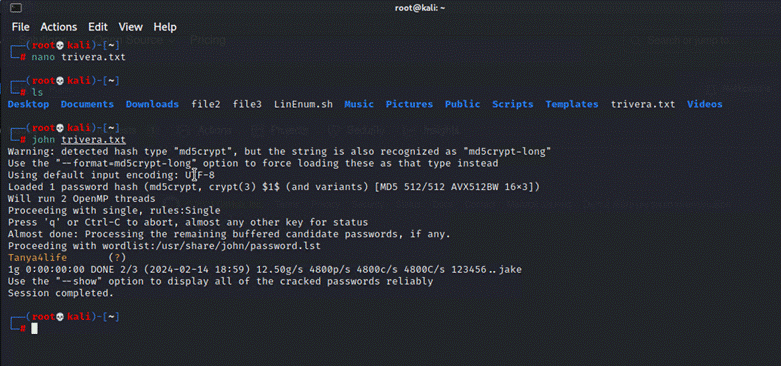 root@kali: ~
File Actions Edit View Help
┌──(root💀kali)-[~]
└─# nano trivera.txt
┌──(root💀kali)-[~]
└─# ls
Desktop Documents Downloads file2 file3 LinEnum.sh Music Pictures Public Scripts Templates trivera.txt Videos
┌──(root💀kali)-[~]
└─# john trivera.txt
Warning: detected hash type "md5crypt", but the string is also recognized as "md5crypt-long"
Use the "--format=md5crypt-long" option to force loading these as that type instead
Using default input encoding: UTF-8
Loaded 1 password hash (md5crypt, crypt(3) $1$ (and variants) [MD5 512/512 AVX512BW 16×3])
Will run 2 OpenMP threads
Proceeding with single, rules:Single
Press 'q' or Ctrl-C to abort, almost any other key for status
Almost done: Processing the remaining buffered candidate passwords, if any.
Proceeding with wordlist:/usr/share/john/password.lst
Tanya4life (?)
1g 0:00:00:00 DONE 2/3 (2024-02-14 18:59) 12.50g/s 4800p/s 4800c/s 4800C/s 123456..jake
Use the "--show" option to display all of the cracked passwords reliably
Session completed.
┌──(root💀kali)-[~]
└─#